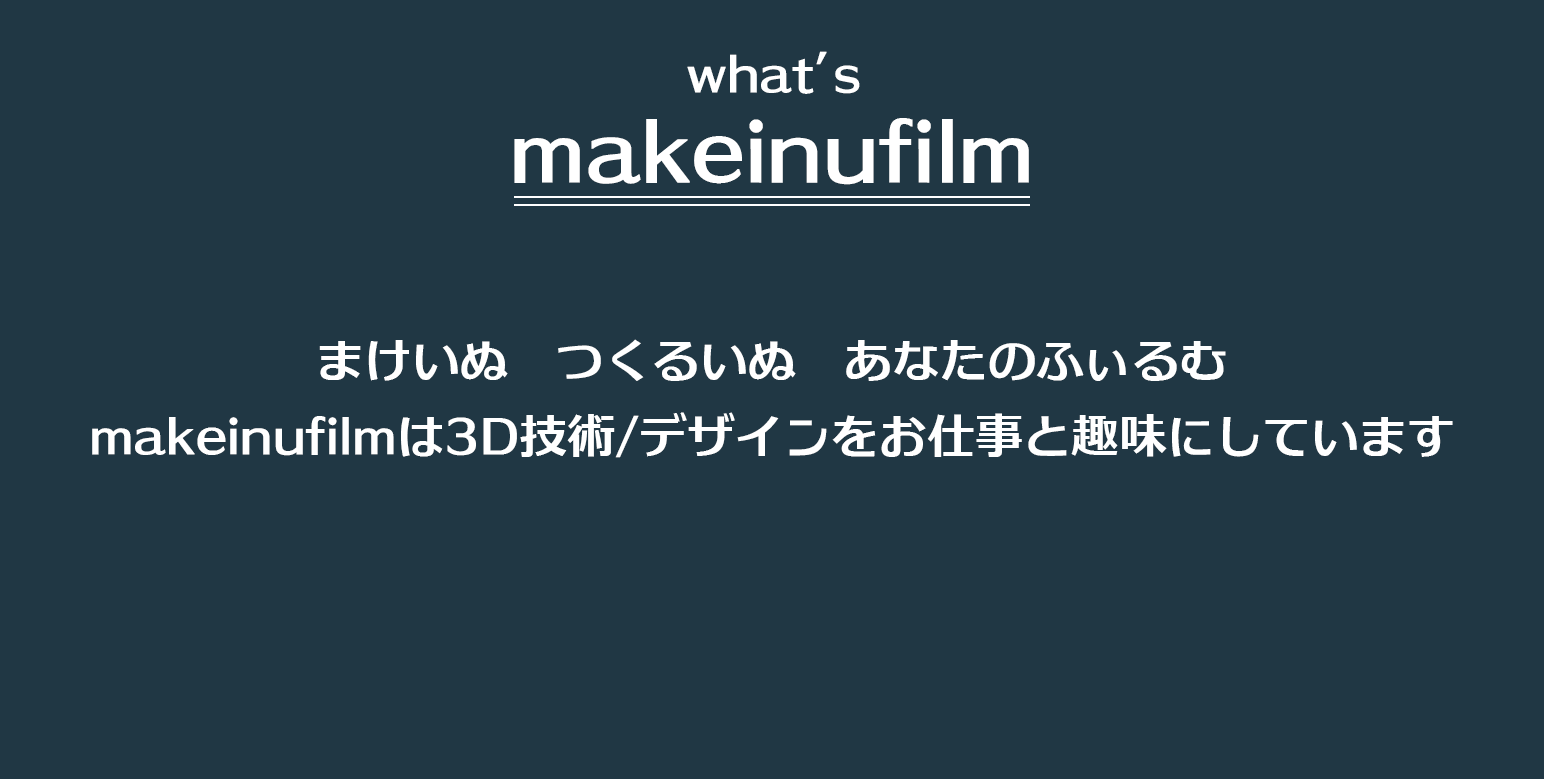 what's
makeinufilm
まけいぬ　つくるいぬ　あなたのふぃるむ
makeinufilmは3D技術/デザインをお仕事と趣味にしています